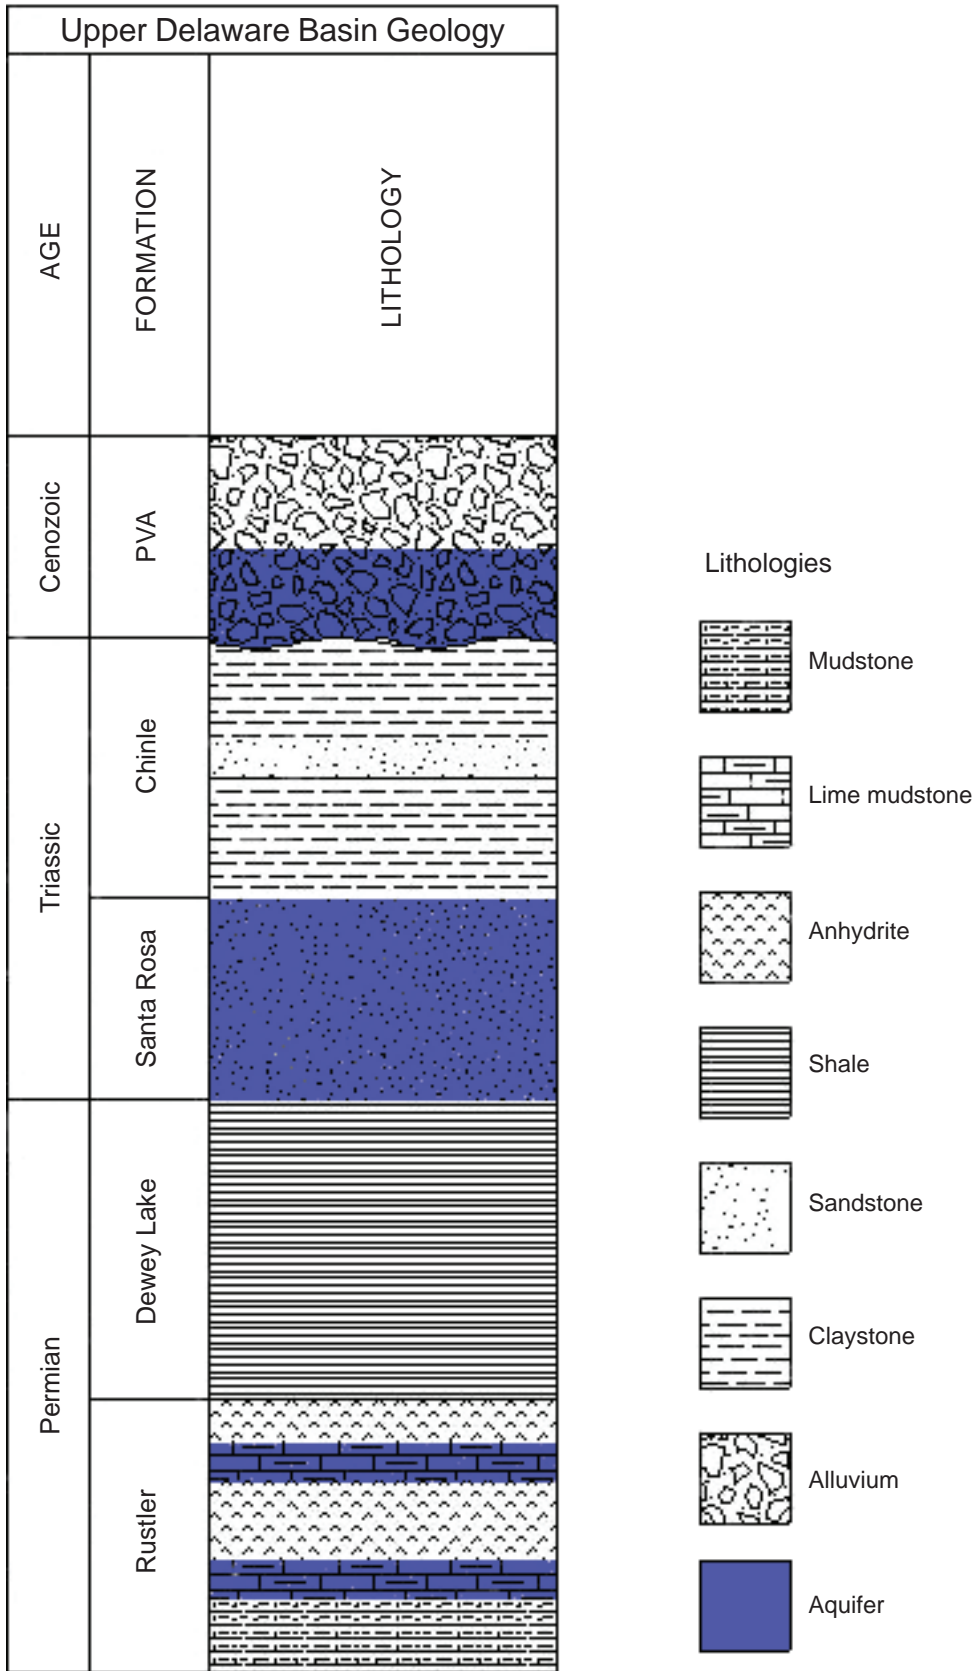 Upper Delaware Basin Geology
AGE
FORMATION
LITHOLOGY
Cenozoic
PVA
Triassic
Chinle
Santa Rosa
Permian
Dewey Lake
Rustler
Lithologies
Mudstone
Lime mudstone
Anhydrite
Shale
Sandstone
Claystone
Alluvium
Aquifer